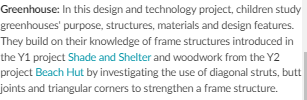 Greenhouse: In this design and technology project, children study
greenhouses' purpose, structures, materials and design features.
They build on their knowledge of frame structures introduced in
the Y1 project Shade and Shelter and woodwork from the Y2
project Beach Hut by investigating the use of diagonal struts, butt
joints and triangular corners to strengthen a frame structure.